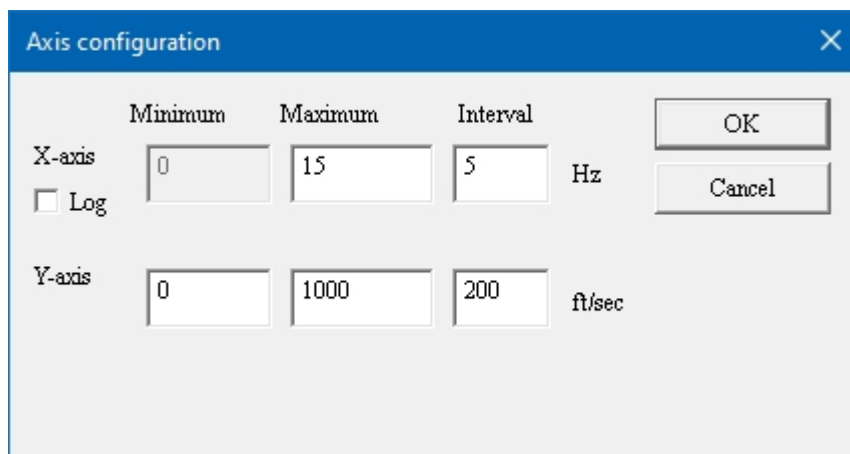 Axis configuration
Minimum Maximum Interval
OK
X-axis 0 15 5 Hz
Cancel
Log
Y-axis 0 1000 200 ft/sec